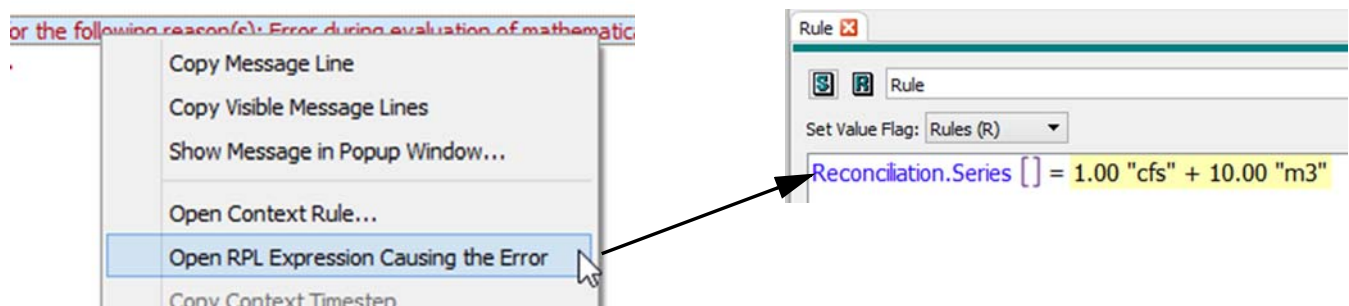 or the following reason(s): Error during evaluation of mathematic
Copy Message Line
Copy Visible Message Lines
Show Message in Popup Window...
Open Context Rule...
Open RPL Expression Causing the Error
Copy Context Timestep
Rule
S R Rule
Set Value Flag: Rules (R)
Reconciliation.Series [] = 1.00 "cfs" + 10.00 "m3"